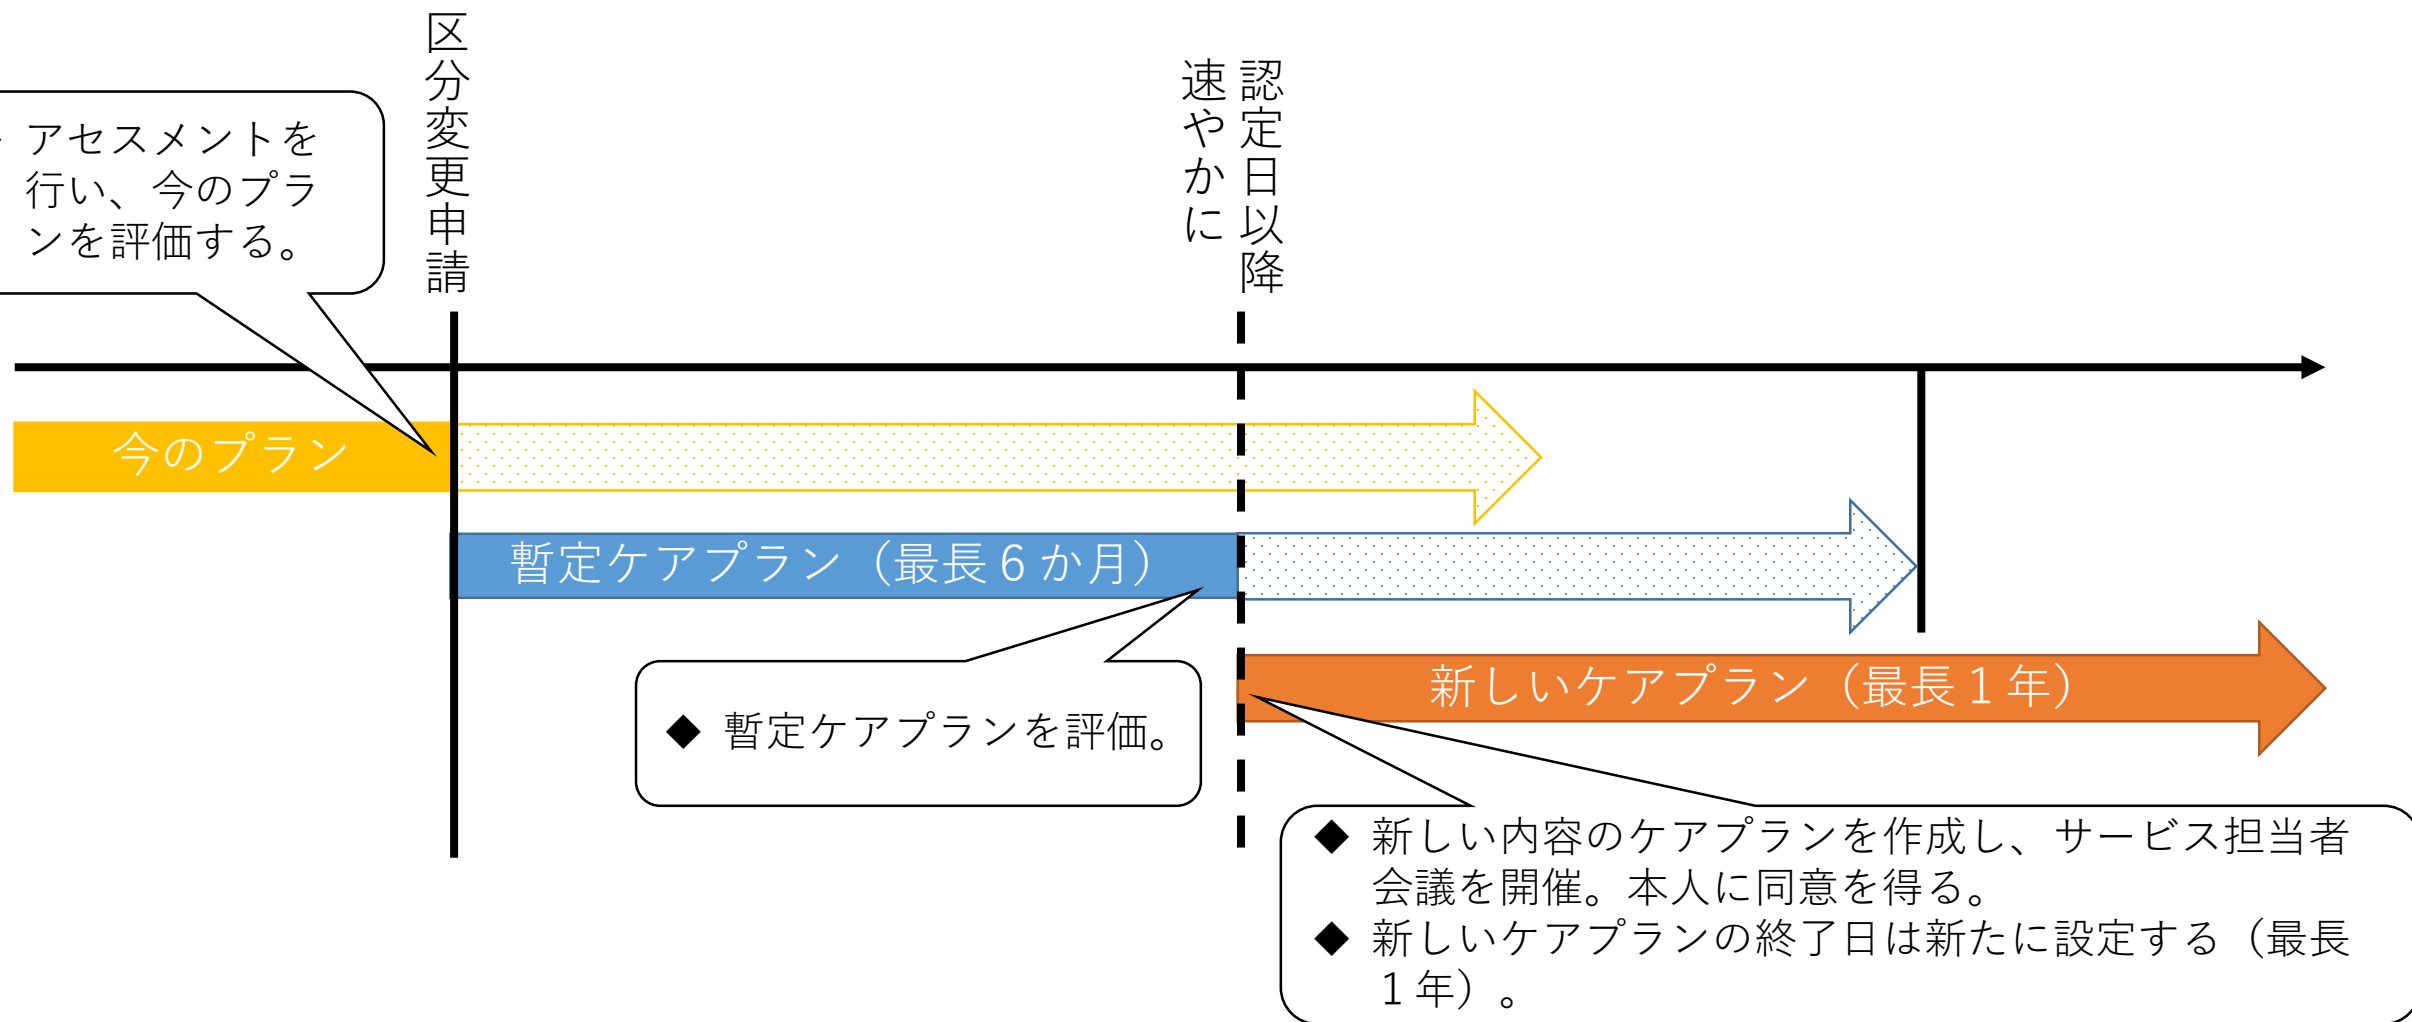 区分変更申請
認定日以降
速やかに
アセスメントを
行い、今のプラ
ンを評価する。
今のプラン
暫定ケアプラン（最長６か月）
新しいケアプラン（最長１年）
◆ 暫定ケアプランを評価。
◆ 新しい内容のケアプランを作成し、サービス担当者
会議を開催。本人に同意を得る。
◆ 新しいケアプランの終了日は新たに設定する（最長
１年）。